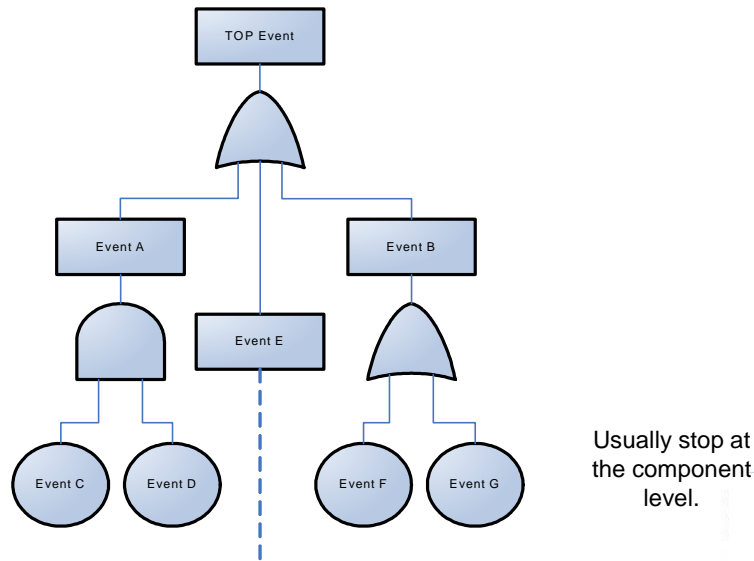 TOP Event
Event A
Event B
Event E
Event C
Event D
Event F
Event G
Usually stop at
the component
level.